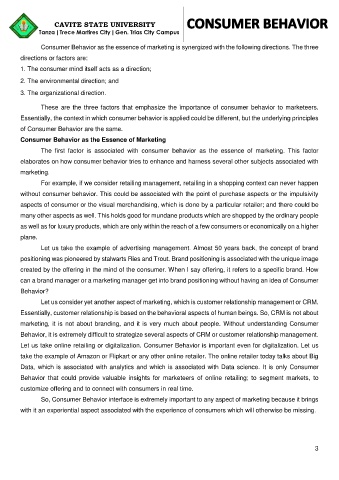 CAVITE STATE UNIVERSITY
Tanza | Trece Martires City | Gen. Trias City Campus
CONSUMER BEHAVIOR
Consumer Behavior as the essence of marketing is synergized with the following directions. The three
directions or factors are:
1. The consumer mind itself acts as a direction;
2. The environmental direction; and
3. The organizational direction.
These are the three factors that emphasize the importance of consumer behavior to marketeers.
Essentially, the context in which consumer behavior is applied could be different, but the underlying principles
of Consumer Behavior are the same.
Consumer Behavior as the Essence of Marketing
The first factor is associated with consumer behavior as the essence of marketing. This factor
elaborates on how consumer behavior tries to enhance and harness several other subjects associated with
marketing.
For example, if we consider retailing management, retailing in a shopping context can never happen
without consumer behavior. This could be associated with the point of purchase aspects or the impulsivity
aspects of consumer or the visual merchandising, which is done by a particular retailer; and there could be
many other aspects as well. This holds good for mundane products which are shopped by the ordinary people
as well as for luxury products, which are only within the reach of a few consumers or economically on a higher
plane.
Let us take the example of advertising management. Almost 50 years back, the concept of brand
positioning was pioneered by stalwarts Ries and Trout. Brand positioning is associated with the unique image
created by the offering in the mind of the consumer. When I say offering, it refers to a specific brand. How
can a brand manager or a marketing manager get into brand positioning without having an idea of Consumer
Behavior?
Let us consider yet another aspect of marketing, which is customer relationship management or CRM.
Essentially, customer relationship is based on the behavioral aspects of human beings. So, CRM is not about
marketing, it is not about branding, and it is very much about people. Without understanding Consumer
Behavior, it is extremely difficult to strategize several aspects of CRM or customer relationship management.
Let us take online retailing or digitalization. Consumer Behavior is important even for digitalization. Let us
take the example of Amazon or Flipkart or any other online retailer. The online retailer today talks about Big
Data, which is associated with analytics and which is associated with Data science. It is only Consumer
Behavior that could provide valuable insights for marketeers of online retailing; to segment markets, to
customize offering and to connect with consumers in real time.
So, Consumer Behavior interface is extremely important to any aspect of marketing because it brings
with it an experiential aspect associated with the experience of consumers which will otherwise be missing.
3